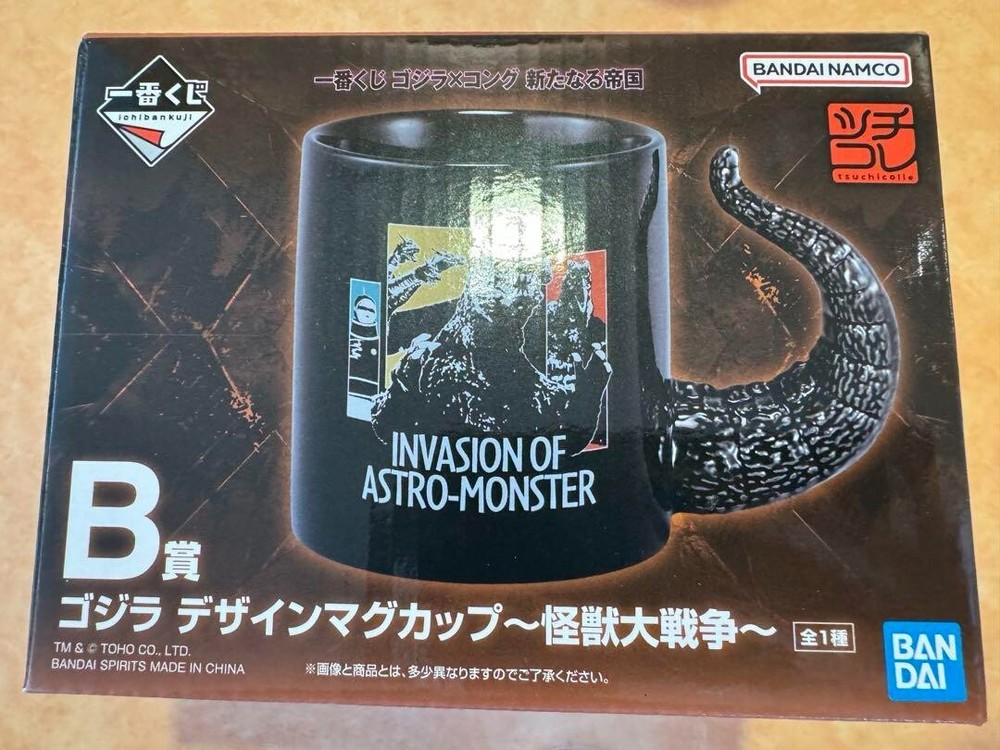 一番くじ
ichibankuji
一番くじ ゴジラ×コング 新たなる帝国
BANDAI NAMCO
ツチ
コレ
tsuchicolle
INVASION OF
ASTRO-MONSTER
B賞
ゴジラ デザインマグカップ～怪獣大戦争～
全1種
TM & © TOHO CO., LTD.
BANDAI SPIRITS MADE IN CHINA
※画像と商品とは、多少異なりますのでご了承ください。
BAN
DAI